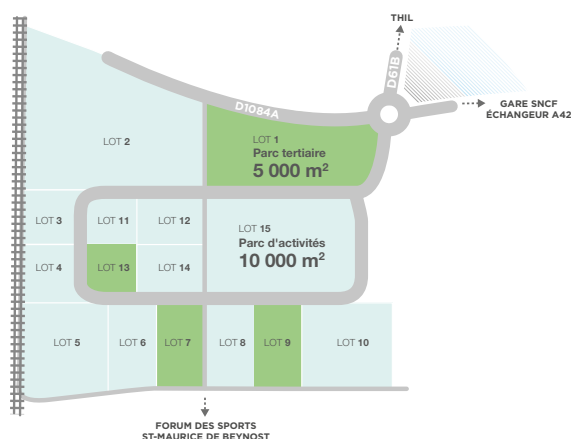 THIL
D61B
GARE SNCF
ÉCHANGEUR A42
D1084A
LOT 1
Parc tertiaire
5 000 m²
LOT 2
LOT 3
LOT 11
LOT 12
LOT 15
Parc d'activités
10 000 m²
LOT 4
LOT 13
LOT 14
LOT 5
LOT 6
LOT 7
LOT 8
LOT 9
LOT 10
FORUM DES SPORTS
ST-MAURICE DE BEYNOST